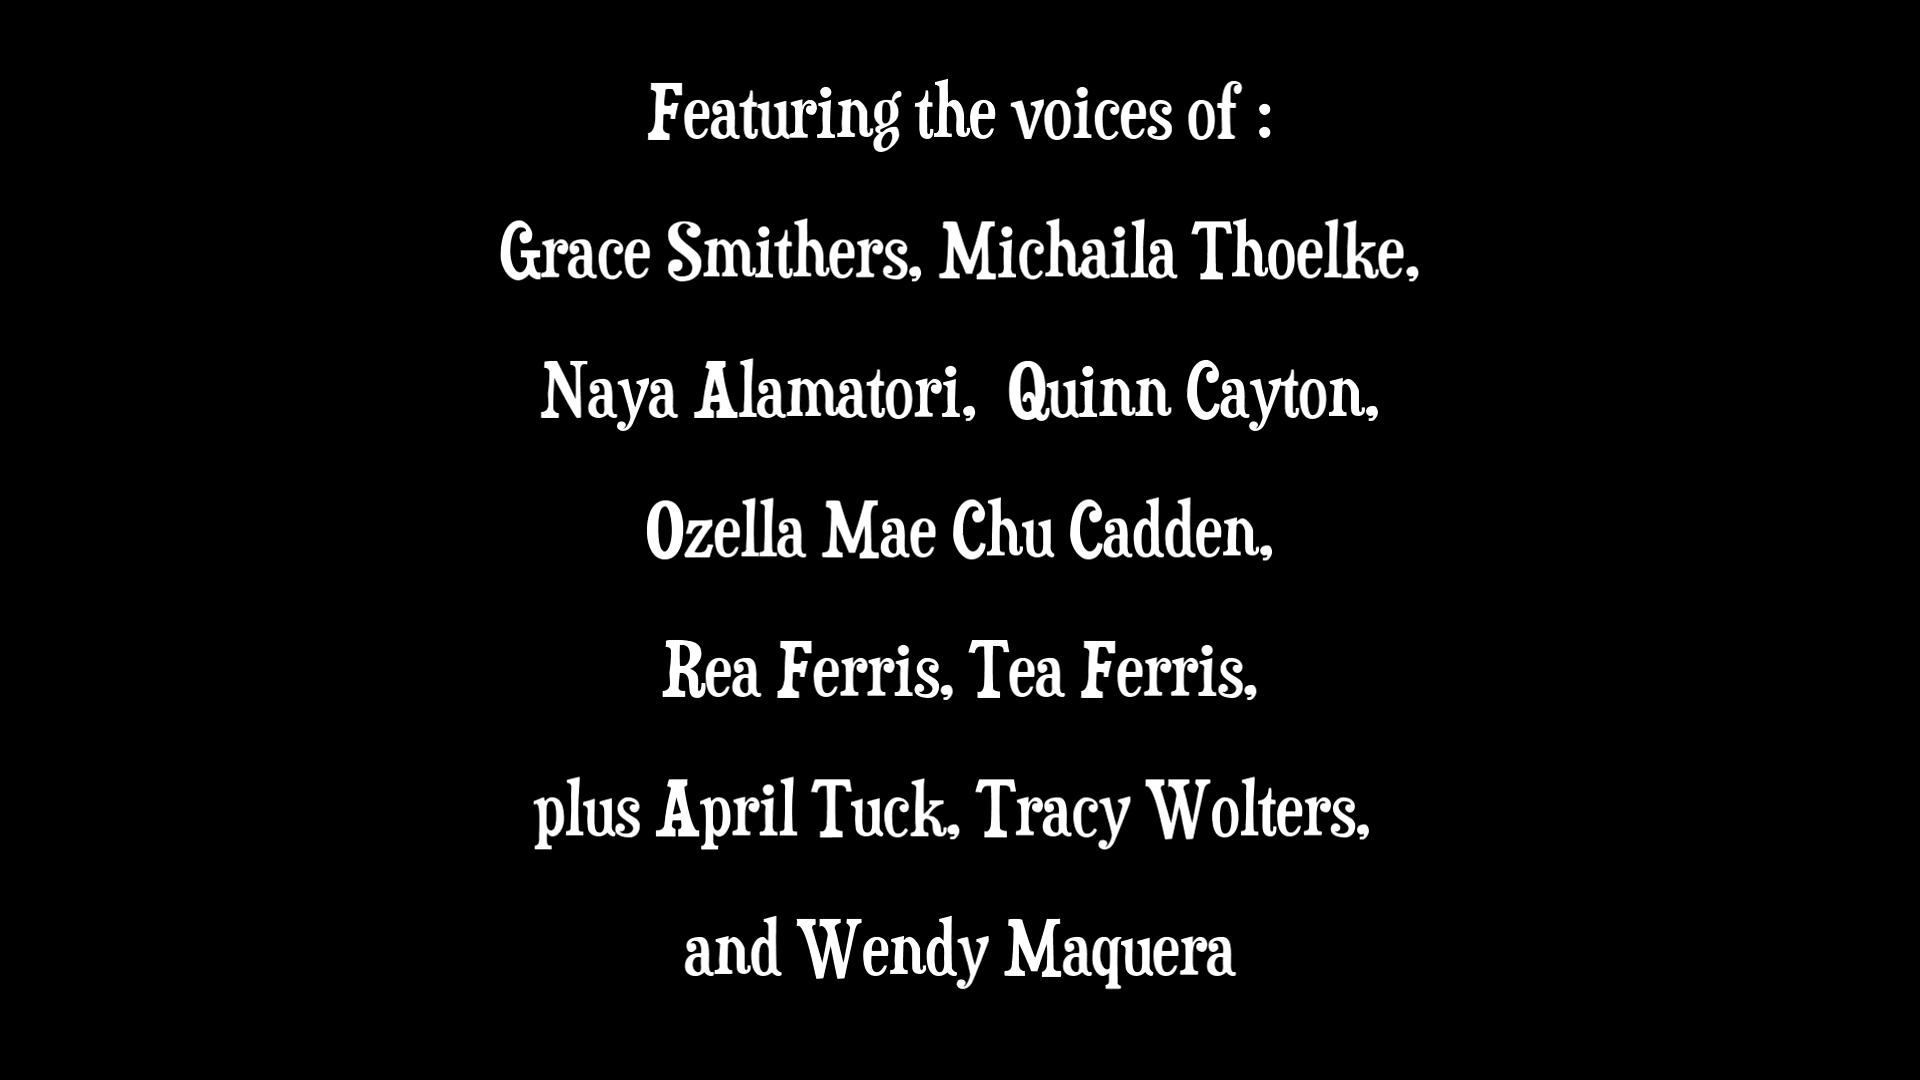 Featuring the voices of :
Grace Smithers, Michaila Thoelke,
Naya Alamatori,  Quinn Cayton,
Ozella Mae Chu Cadden,
Rea Ferris, Tea Ferris,
plus April Tuck, Tracy Wolters,
and Wendy Maquera